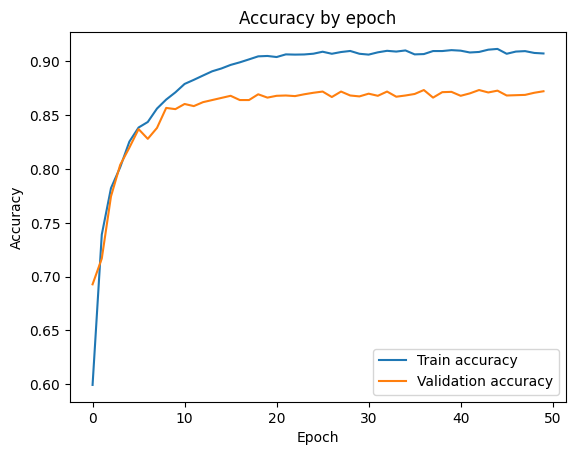 Accuracy by epoch
Accuracy
0.90
0.85
0.80
0.75
0.70
0.65
0.60
Train accuracy
Validation accuracy
0 10 20 30 40 50
Epoch